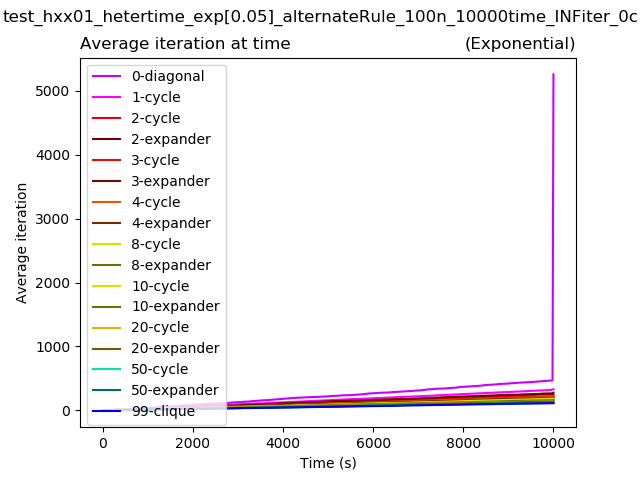 test_hxx01_hetertime_exp[0.05]_alternateRule_100n_10000time_INFiter_0c
Average iteration at time
(Exponential)
0-diagonal
1-cycle
2-cycle
2-expander
3-cycle
3-expander
4-cycle
4-expander
8-cycle
8-expander
10-cycle
10-expander
20-cycle
20-expander
50-cycle
50-expander
99-clique
5000
4000
3000
2000
1000
0
Average iteration
0 2000 4000 6000 8000 10000
Time (s)